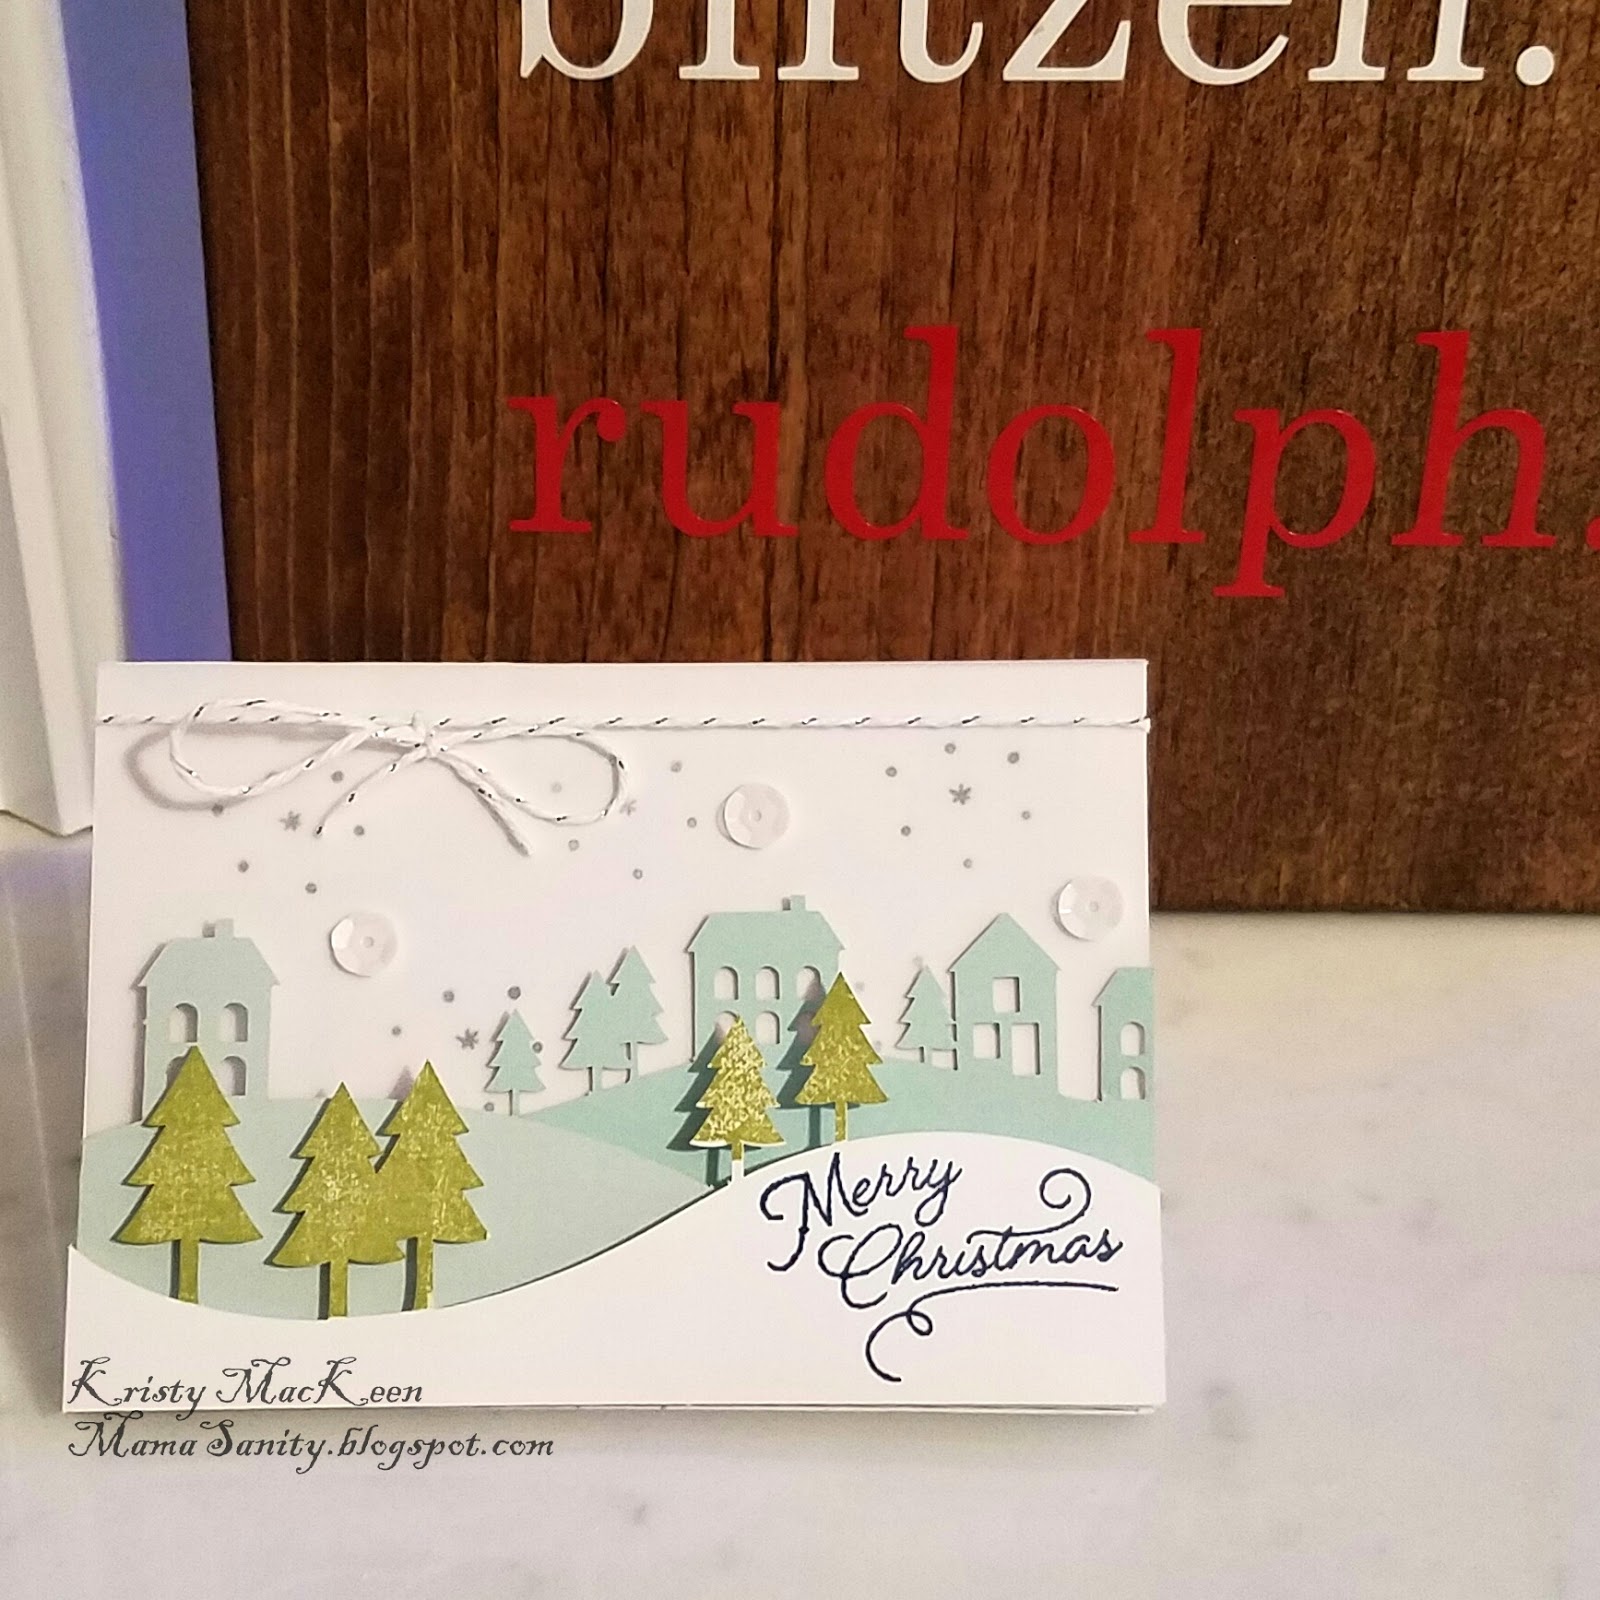 blitzen.
rudolph.
Merry
Christmas
Kristy MacKeen
MamaSanity.blogspot.com